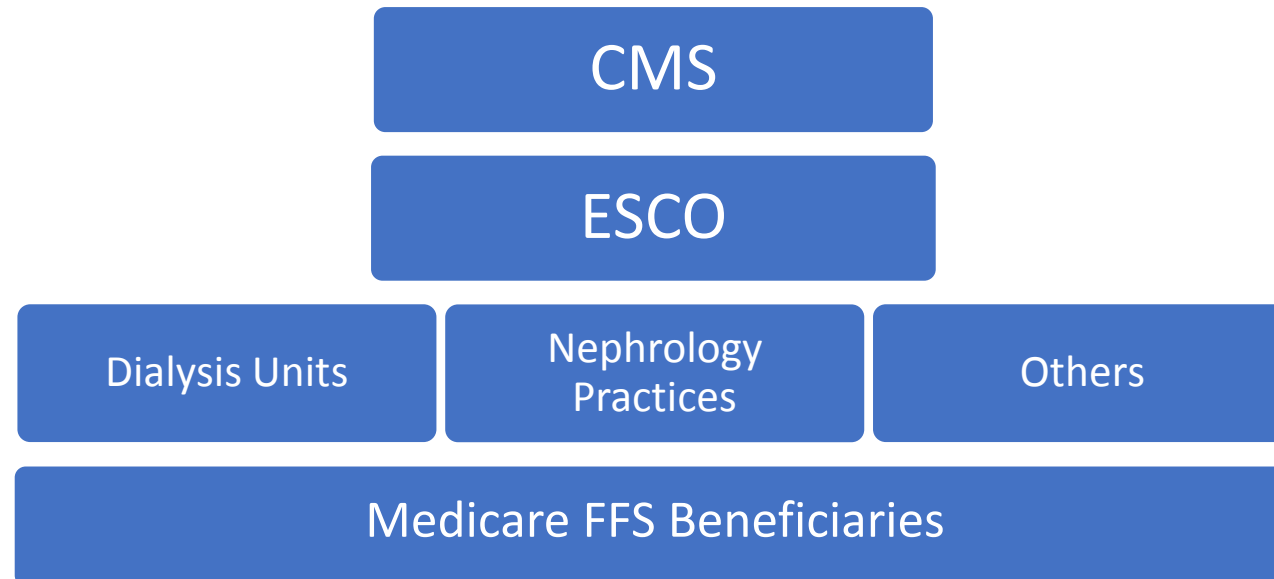 CMS
ESCO
Dialysis Units
Nephrology
Practices
Others
Medicare FFS Beneficiaries